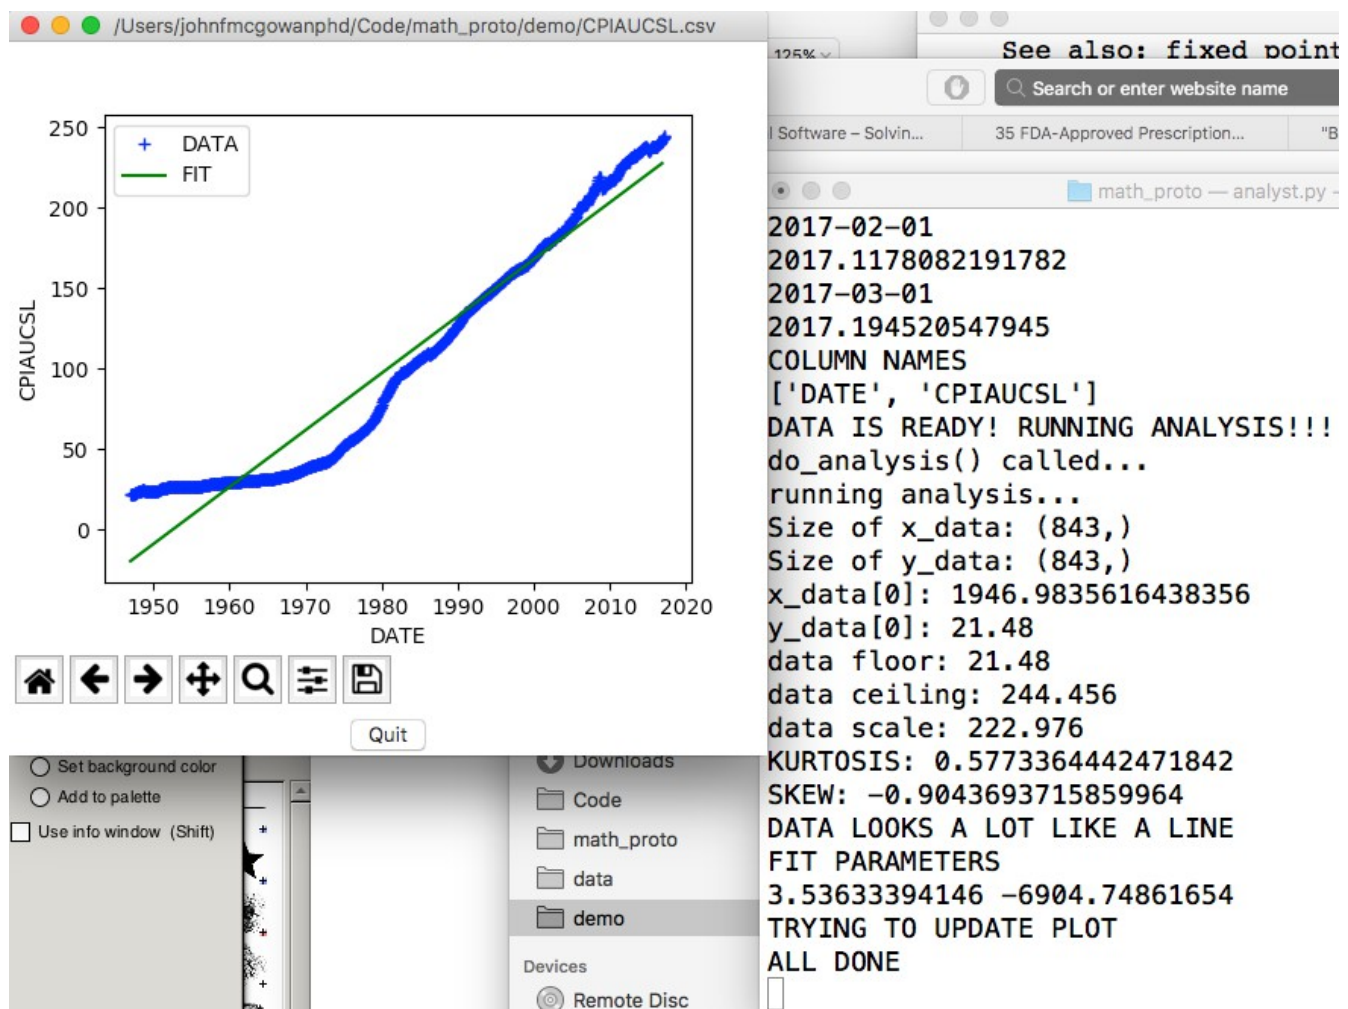 /Users/johnfmcgowanphd/Code/math_proto/demo/CPIAUCSL.csv
250
200
150
100
50
0
CPIAUCSL
DATA
FIT
1950 1960 1970 1980 1990 2000 2010 2020
DATE
Quit
Set background color
Add to palette
Use info window (Shift)
125%
See also: fixed point
Search or enter website name
l Software – Solvin...
35 FDA-Approved Prescription...
"B
math_proto — analyst.py -
2017-02-01
2017.1178082191782
2017-03-01
2017.194520547945
COLUMN NAMES
['DATE', 'CPIAUCSL']
DATA IS READY! RUNNING ANALYSIS!!!
do_analysis() called...
running analysis...
Size of x_data: (843,)
Size of y_data: (843,)
x_data[0]: 1946.9835616438356
y_data[0]: 21.48
data floor: 21.48
data ceiling: 244.456
data scale: 222.976
KURTOSIS: 0.5773364442471842
SKEW: -0.9043693715859964
DATA LOOKS A LOT LIKE A LINE
FIT PARAMETERS
3.53633394146 -6904.74861654
TRYING TO UPDATE PLOT
ALL DONE
Downloads
Code
math_proto
data
demo
Devices
Remote Disc